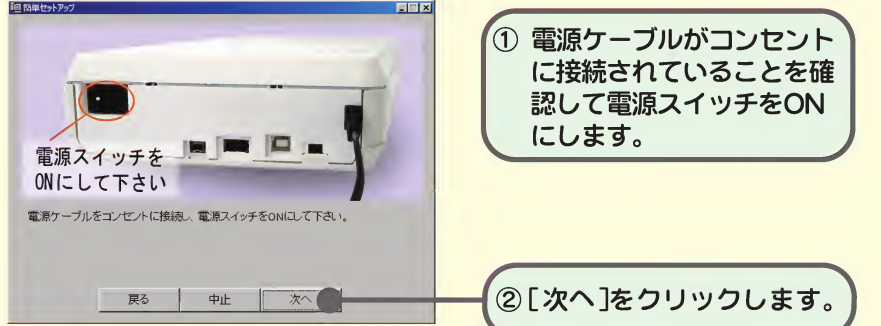 簡単セットアップ
電源スイッチを
ONにして下さい
電源ケーブルをコンセントに接続し、電源スイッチをONにして下さい。
戻る
中止
次へ
① 電源ケーブルがコンセント
に接続されていることを確
認して電源スイッチをON
にします。
②[次へ]をクリックします。